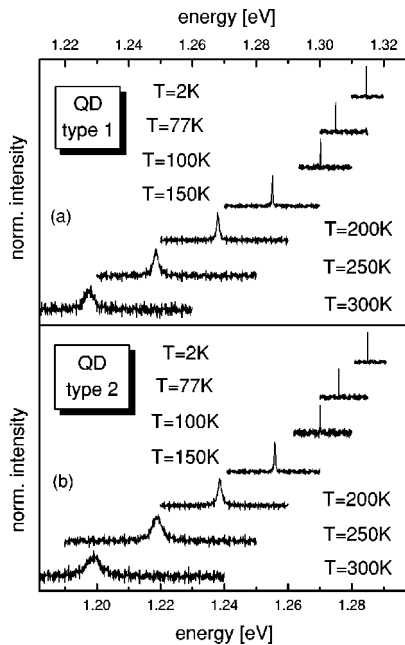 energy [eV]
1.22 1.24 1.26 1.28 1.30 1.32
QD
type 1
T=2K
T=77K
T=100K
T=150K
(a)
T=200K
T=250K
T=300K
norm. intensity
QD
type 2
T=2K
T=77K
T=100K
T=150K
(b)
T=200K
T=250K
T=300K
norm. intensity
1.20 1.22 1.24 1.26 1.28
energy [eV]